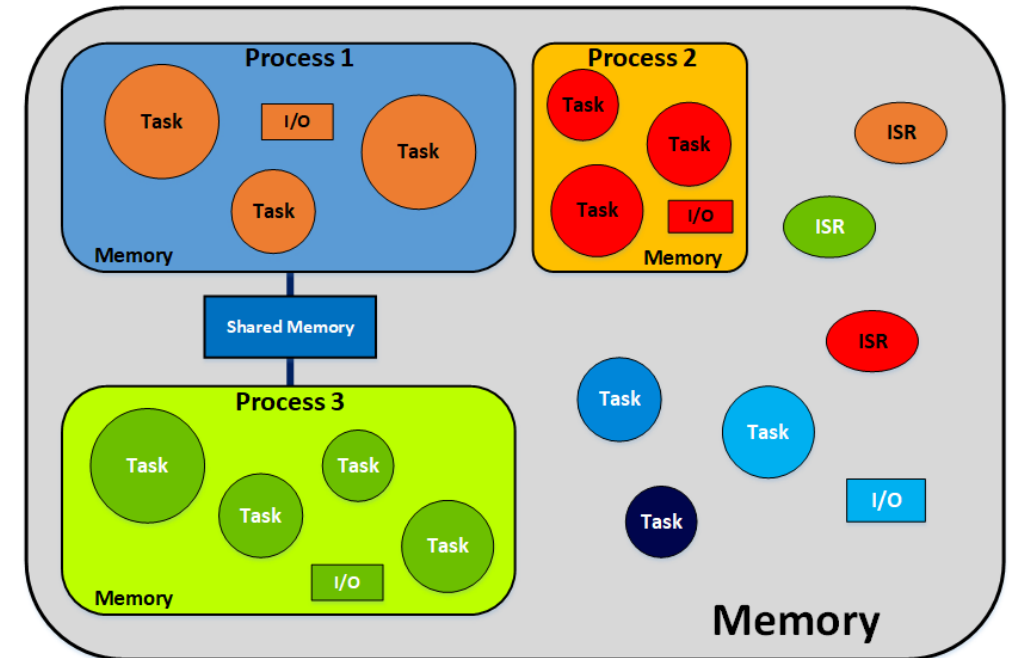 Process 1
Task
I/O
Task
Task
Memory
Process 2
Task
Task
Task
I/O
Memory
ISR
ISR
ISR
Shared Memory
Process 3
Task
Task
Task
Task
I/O
Memory
Task
Task
Task
I/O
Memory